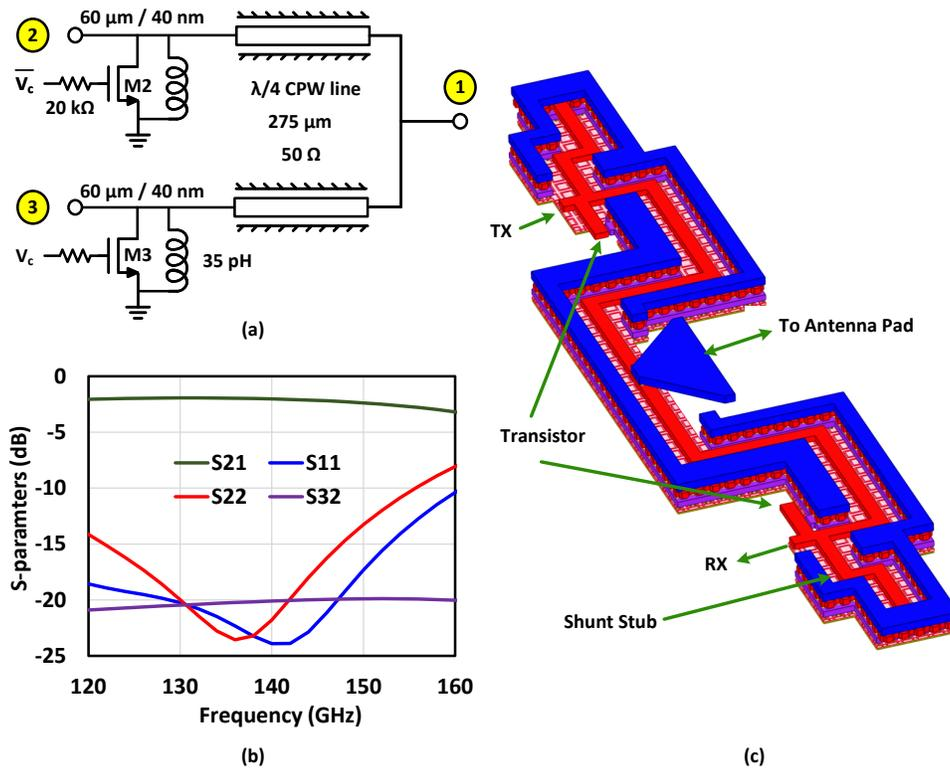 60 µm / 40 nm
2
V̅c̅
20 kΩ
M2
λ/4 CPW line
275 µm
50 Ω
1
60 µm / 40 nm
3
Vc
M3
35 pH
(a)
S-paramters (dB)
0
-5
-10
-15
-20
-25
S21 S11
S22 S32
120 130 140 150 160
Frequency (GHz)
(b)
TX
To Antenna Pad
Transistor
RX
Shunt Stub
(c)